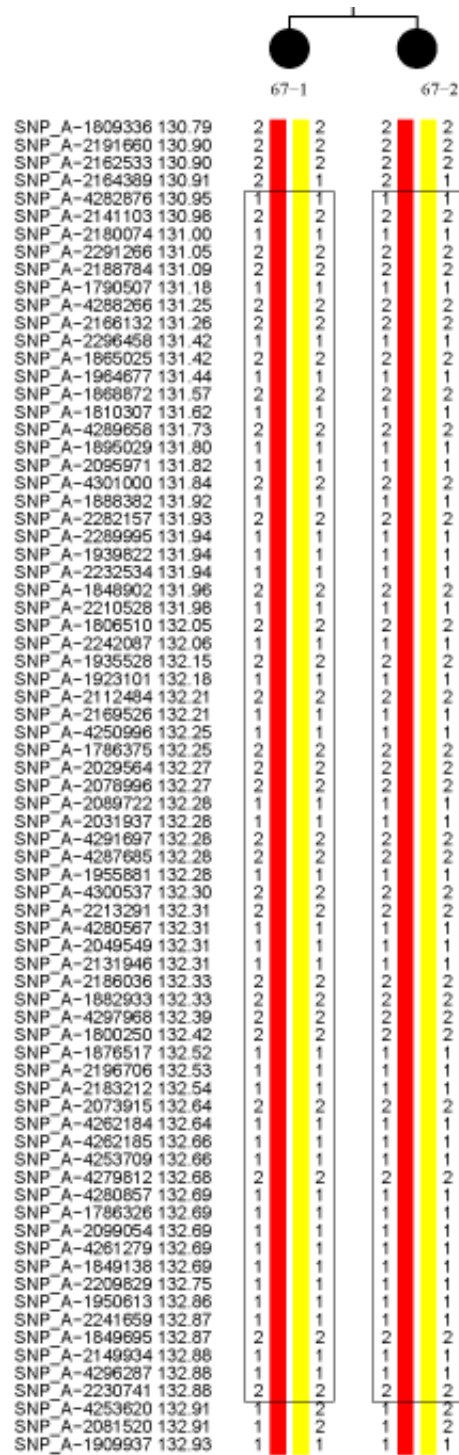 67-1 67-2
SNP_A-1809336 130.79 2 2 2 2
SNP_A-2191660 130.90 2 2 2 2
SNP_A-2162533 130.90 2 2 2 2
SNP_A-2164389 130.91 2 1 2 1
SNP_A-4282876 130.95 1 1 1 1
SNP_A-2141103 130.98 2 2 2 2
SNP_A-2180074 131.00 1 1 1 1
SNP_A-2291266 131.05 2 2 2 2
SNP_A-2188784 131.09 2 2 2 2
SNP_A-1790507 131.18 1 1 1 1
SNP_A-4288266 131.25 2 2 2 2
SNP_A-2166132 131.26 2 2 2 2
SNP_A-2296458 131.42 1 1 1 1
SNP_A-1865025 131.42 2 2 2 2
SNP_A-1964677 131.44 1 1 1 1
SNP_A-1868872 131.57 2 2 2 2
SNP_A-1810307 131.62 1 1 1 1
SNP_A-4289658 131.73 2 2 2 2
SNP_A-1895029 131.80 1 1 1 1
SNP_A-2095971 131.82 1 1 1 1
SNP_A-4301000 131.84 2 2 2 2
SNP_A-1888382 131.92 1 1 1 1
SNP_A-2282157 131.93 2 2 2 2
SNP_A-2289995 131.94 1 1 1 1
SNP_A-1939822 131.94 1 1 1 1
SNP_A-2232534 131.94 1 1 1 1
SNP_A-1848902 131.96 2 2 2 2
SNP_A-2210528 131.98 1 1 1 1
SNP_A-1806510 132.05 2 2 2 2
SNP_A-2242087 132.06 1 1 1 1
SNP_A-1935528 132.15 2 2 2 2
SNP_A-1923101 132.18 1 1 1 1
SNP_A-2112484 132.21 2 2 2 2
SNP_A-2169526 132.21 1 1 1 1
SNP_A-4250996 132.25 1 1 1 1
SNP_A-1786375 132.25 2 2 2 2
SNP_A-2029564 132.27 2 2 2 2
SNP_A-2078996 132.27 2 2 2 2
SNP_A-2089722 132.28 1 1 1 1
SNP_A-2031937 132.28 1 1 1 1
SNP_A-4291697 132.28 2 2 2 2
SNP_A-4287685 132.28 2 2 2 2
SNP_A-1955881 132.28 1 1 1 1
SNP_A-4300537 132.30 2 2 2 2
SNP_A-2213291 132.31 2 2 2 2
SNP_A-4280567 132.31 1 1 1 1
SNP_A-2049549 132.31 1 1 1 1
SNP_A-2131946 132.31 1 1 1 1
SNP_A-2186036 132.33 2 2 2 2
SNP_A-1882933 132.33 2 2 2 2
SNP_A-4297968 132.39 2 2 2 2
SNP_A-1800250 132.42 2 2 2 2
SNP_A-1876517 132.52 1 1 1 1
SNP_A-2196706 132.53 1 1 1 1
SNP_A-2183212 132.54 1 1 1 1
SNP_A-2073915 132.64 2 2 2 2
SNP_A-4262184 132.64 1 1 1 1
SNP_A-4262185 132.66 1 1 1 1
SNP_A-4253709 132.66 1 1 1 1
SNP_A-4279812 132.68 2 2 2 2
SNP_A-4280857 132.69 1 1 1 1
SNP_A-1786326 132.69 1 1 1 1
SNP_A-2099054 132.69 1 1 1 1
SNP_A-4261279 132.69 1 1 1 1
SNP_A-1849138 132.69 1 1 1 1
SNP_A-2209829 132.75 1 1 1 1
SNP_A-1950613 132.86 1 1 1 1
SNP_A-2241659 132.87 1 1 1 1
SNP_A-1849695 132.87 2 2 2 2
SNP_A-2149934 132.88 1 1 1 1
SNP_A-4296287 132.88 1 1 1 1
SNP_A-2230741 132.88 2 2 2 2
SNP_A-4253620 132.91 1 2 1 2
SNP_A-2081520 132.91 1 2 1 2
SNP_A-1909937 132.93 1 1 1 1